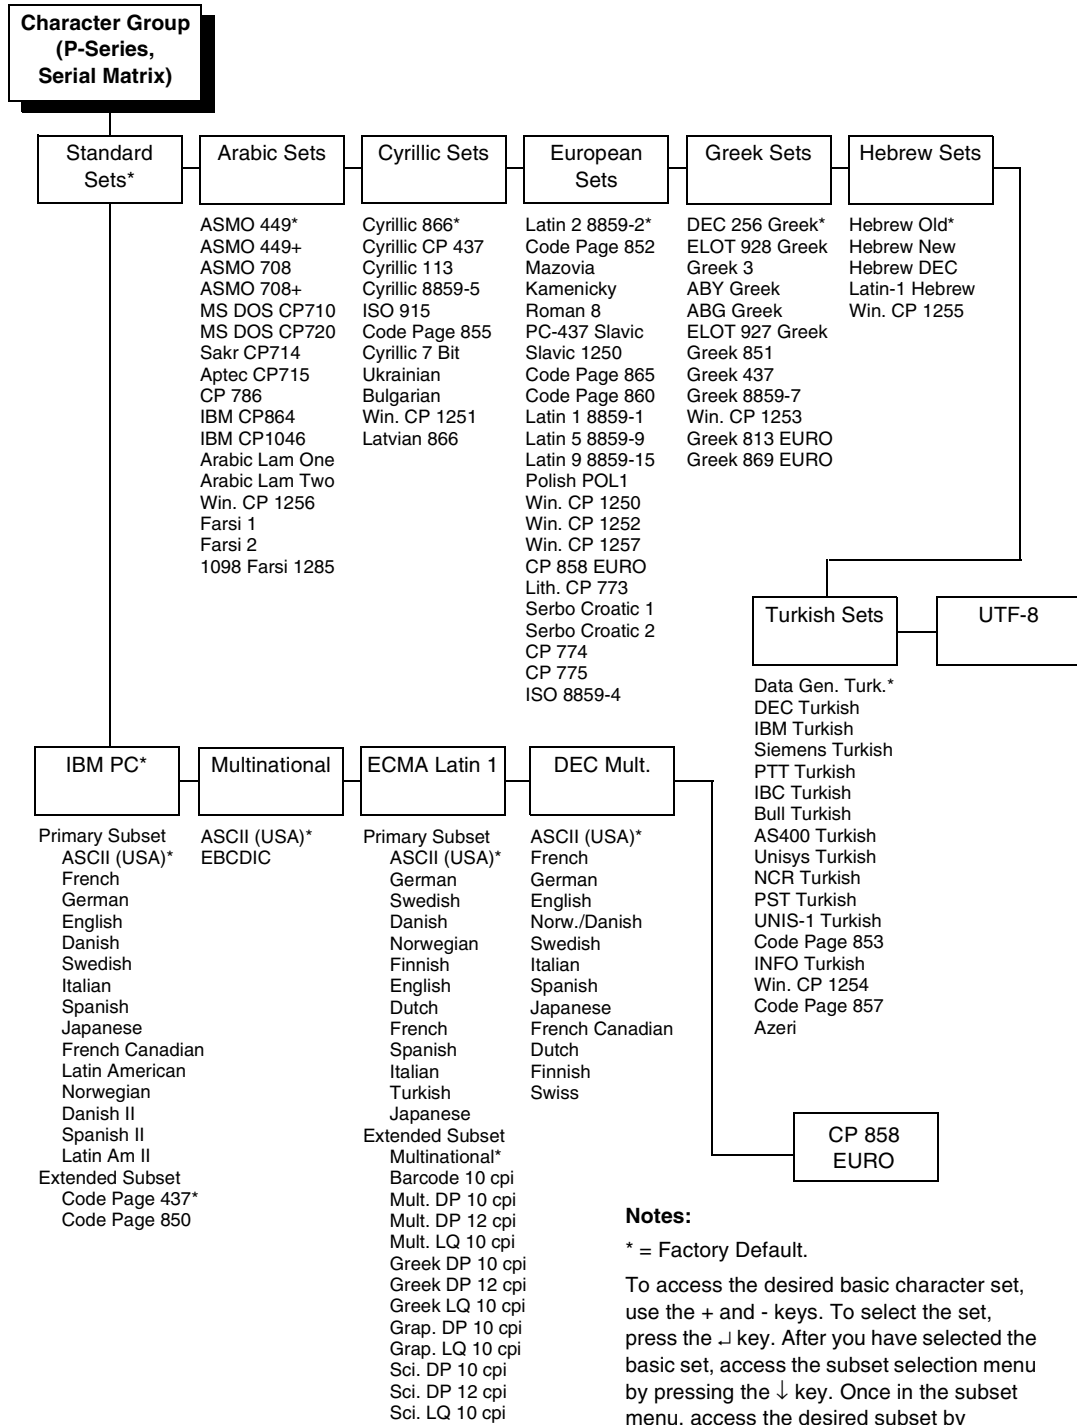 Character Group
(P-Series,
Serial Matrix)
Standard
Sets*
Arabic Sets
Cyrillic Sets
European
Sets
Greek Sets
Hebrew Sets
ASMO 449*
ASMO 449+
ASMO 708
ASMO 708+
MS DOS CP710
MS DOS CP720
Sakr CP714
Aptec CP715
CP 786
IBM CP864
IBM CP1046
Arabic Lam One
Arabic Lam Two
Win. CP 1256
Farsi 1
Farsi 2
1098 Farsi 1285
Cyrillic 866*
Cyrillic CP 437
Cyrillic 113
Cyrillic 8859-5
ISO 915
Code Page 855
Cyrillic 7 Bit
Ukrainian
Bulgarian
Win. CP 1251
Latvian 866
Latin 2 8859-2*
Code Page 852
Mazovia
Kamenicky
Roman 8
PC-437 Slavic
Slavic 1250
Code Page 865
Code Page 860
Latin 1 8859-1
Latin 5 8859-9
Latin 9 8859-15
Polish POL1
Win. CP 1250
Win. CP 1252
Win. CP 1257
CP 858 EURO
Lith. CP 773
Serbo Croatic 1
Serbo Croatic 2
CP 774
CP 775
ISO 8859-4
DEC 256 Greek*
ELOT 928 Greek
Greek 3
ABY Greek
ABG Greek
ELOT 927 Greek
Greek 851
Greek 437
Greek 8859-7
Win. CP 1253
Greek 813 EURO
Greek 869 EURO
Hebrew Old*
Hebrew New
Hebrew DEC
Latin-1 Hebrew
Win. CP 1255
Turkish Sets
UTF-8
Data Gen. Turk.*
DEC Turkish
IBM Turkish
Siemens Turkish
PTT Turkish
IBC Turkish
Bull Turkish
AS400 Turkish
Unisys Turkish
NCR Turkish
PST Turkish
UNIS-1 Turkish
Code Page 853
INFO Turkish
Win. CP 1254
Code Page 857
Azeri
IBM PC*
Multinational
ECMA Latin 1
DEC Mult.
Primary Subset
ASCII (USA)*
French
German
English
Danish
Swedish
Italian
Spanish
Japanese
French Canadian
Latin American
Norwegian
Danish II
Spanish II
Latin Am II
Extended Subset
Code Page 437*
Code Page 850
ASCII (USA)*
EBCDIC
Primary Subset
ASCII (USA)*
German
Swedish
Danish
Norwegian
Finnish
English
Dutch
French
Spanish
Italian
Turkish
Japanese
Extended Subset
Multinational*
Barcode 10 cpi
Mult. DP 10 cpi
Mult. DP 12 cpi
Mult. LQ 10 cpi
Greek DP 10 cpi
Greek DP 12 cpi
Greek LQ 10 cpi
Grap. DP 10 cpi
Grap. LQ 10 cpi
Sci. DP 10 cpi
Sci. DP 12 cpi
Sci. LQ 10 cpi
ASCII (USA)*
French
German
English
Norw./Danish
Swedish
Italian
Spanish
Japanese
French Canadian
Dutch
Finnish
Swiss
CP 858
EURO
Notes:
* = Factory Default.
To access the desired basic character set,
use the + and - keys. To select the set,
press the ↵ key. After you have selected the
basic set, access the subset selection menu
by pressing the ↓ key. Once in the subset
menu, access the desired subset by